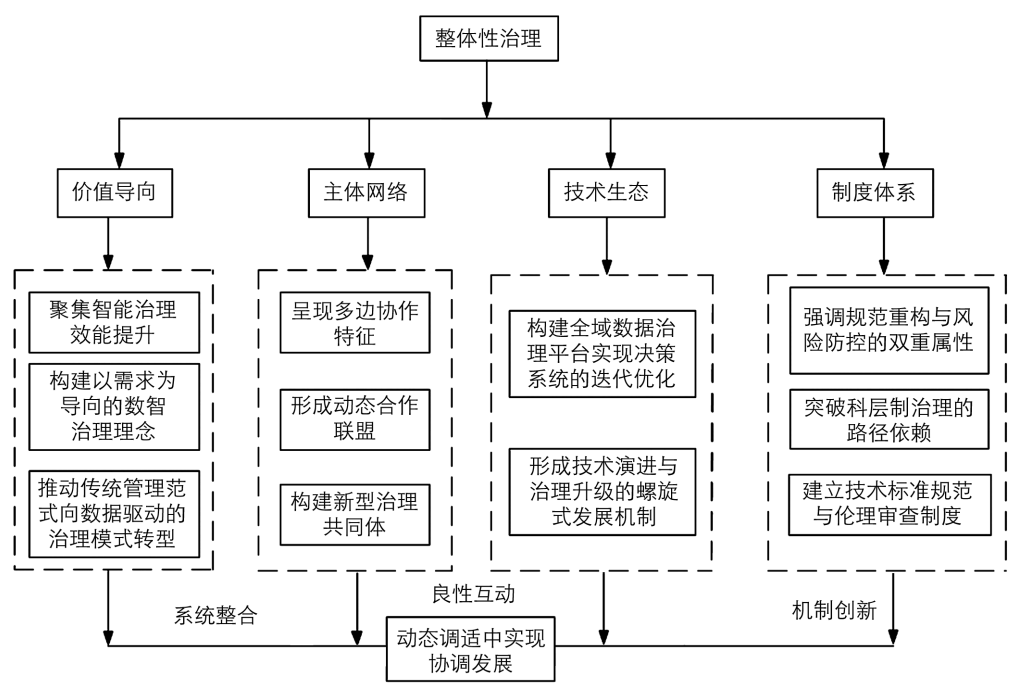 整体性治理
价值导向
主体网络
技术生态
制度体系
聚集智能治理
效能提升
构建以需求为
导向的数智
治理理念
推动传统管理范
式向数据驱动的
治理模式转型
呈现多边协作
特征
形成动态合作
联盟
构建新型治理
共同体
构建全域数据治
理平台实现决策
系统的迭代优化
形成技术演进与
治理升级的螺旋
式发展机制
强调规范重构与风
险防控的双重属性
突破科层制治理的
路径依赖
建立技术标准规范
与伦理审查制度
系统整合
良性互动
机制创新
动态调适中实现
协调发展